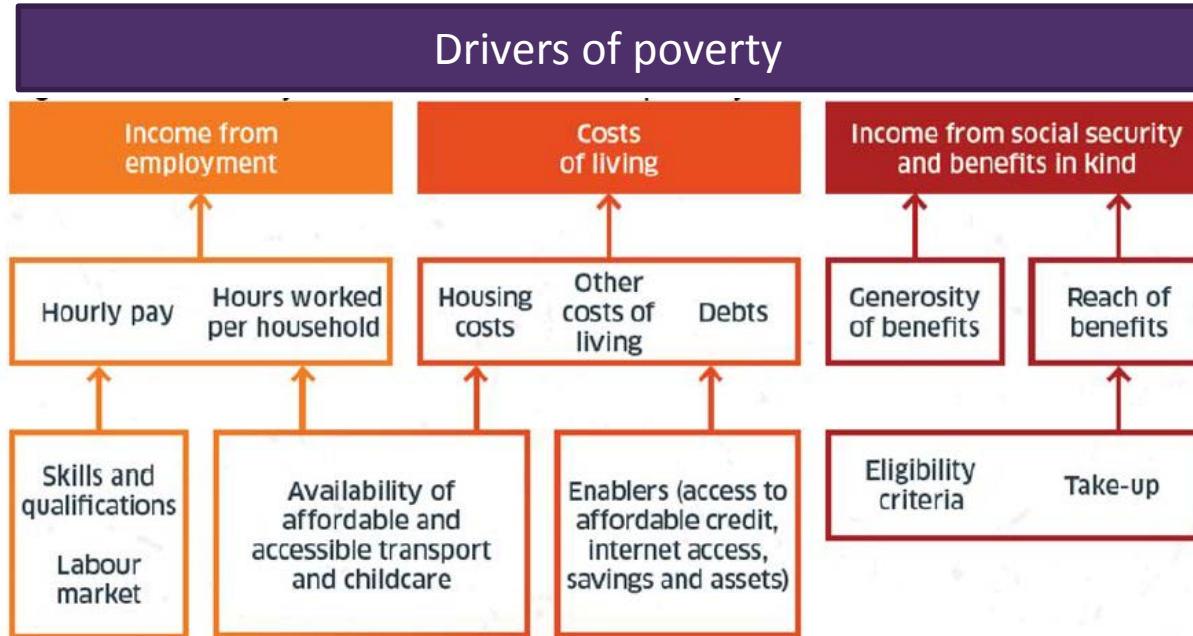 Drivers of poverty
Income from
employment
Costs
of living
Income from social security
and benefits in kind
Hourly pay
Hours worked
per household
Housing
costs
Other
costs of
living
Debts
Generosity
of benefits
Reach of
benefits
Skills and
qualifications
Labour
market
Availability of
affordable and
accessible transport
and childcare
Enablers (access to
affordable credit,
internet access,
savings and assets)
Eligibility
criteria
Take-up